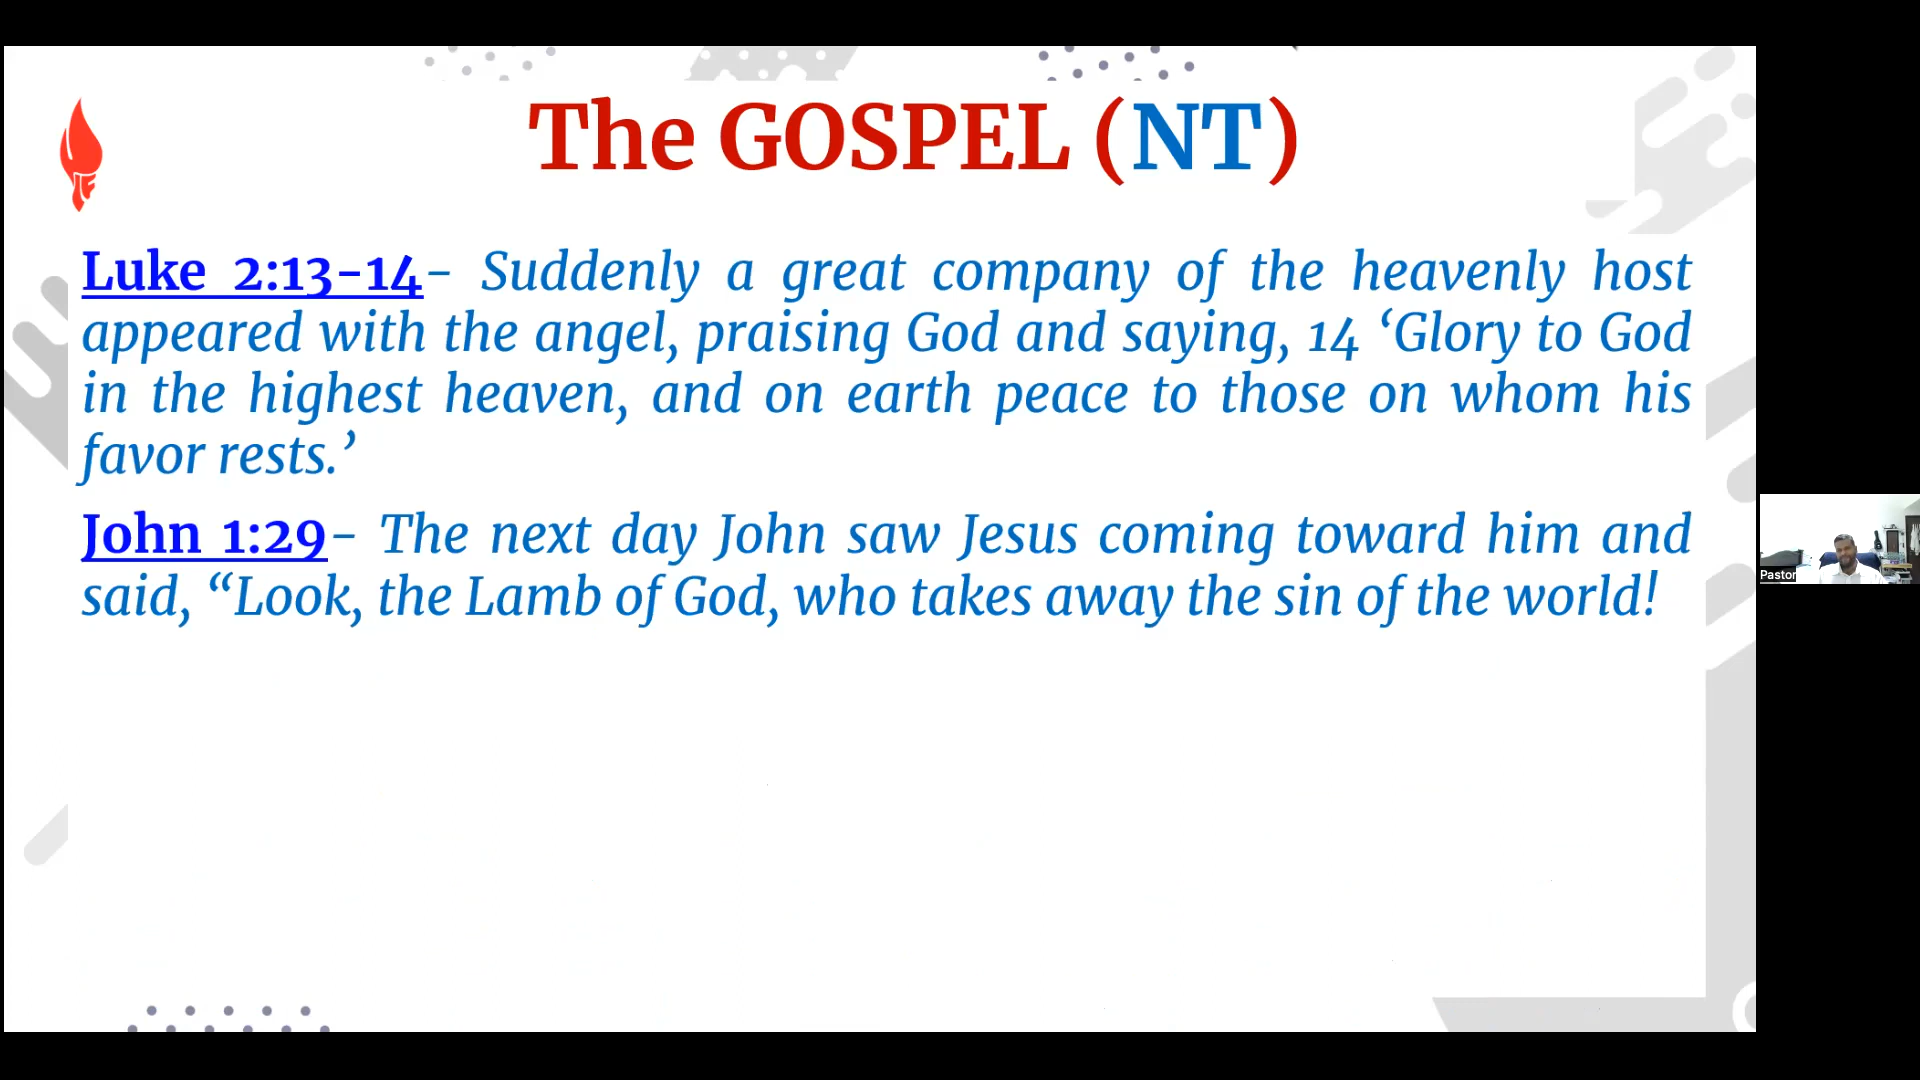 The GOSPEL (NT)
Luke 2:13-14- Suddenly a great company of the heavenly host
appeared with the angel, praising God and saying, 14 ‘Glory to God
in the highest heaven, and on earth peace to those on whom his
favor rests.’
John 1:29- The next day John saw Jesus coming toward him and
said, “Look, the Lamb of God, who takes away the sin of the world!
Pastor